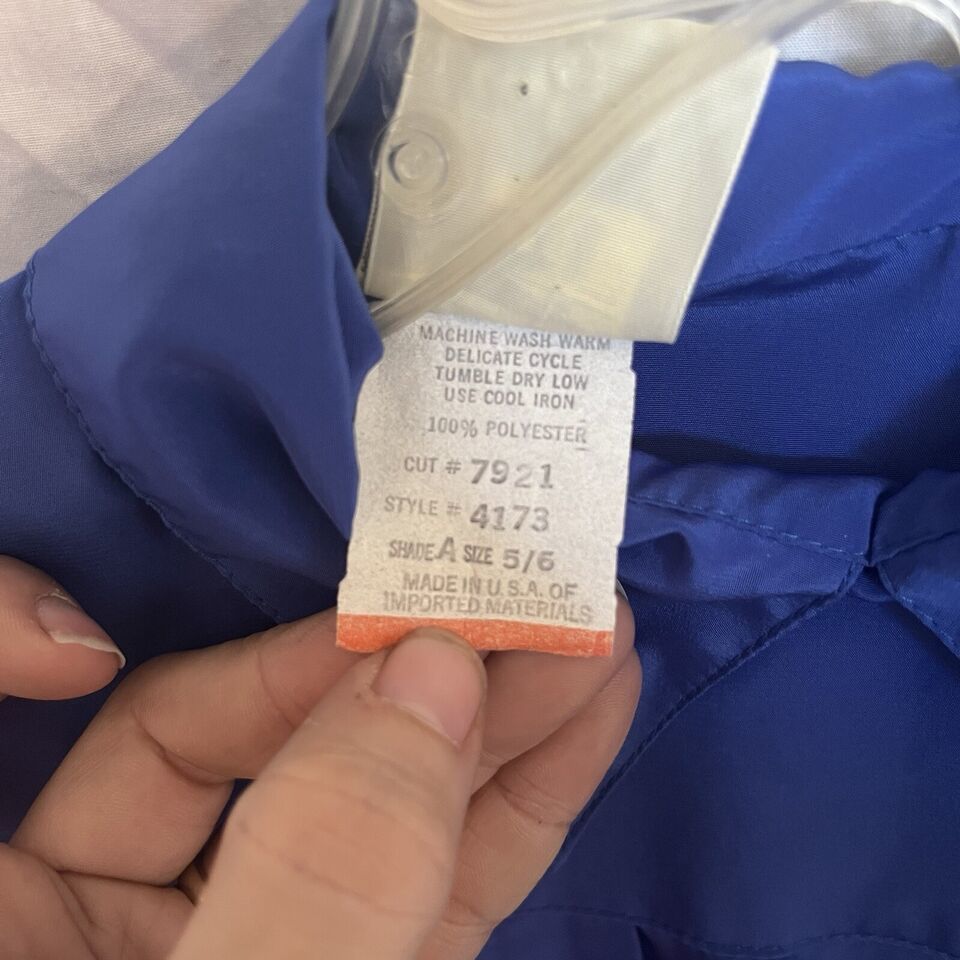 MACHINE WASH WARM
DELICATE CYCLE
TUMBLE DRY LOW
USE COOL IRON
100% POLYESTER
CUT # 7921
STYLE # 4173
SHADE A SIZE 5/6
MADE IN U.S.A. OF
IMPORTED MATERIALS